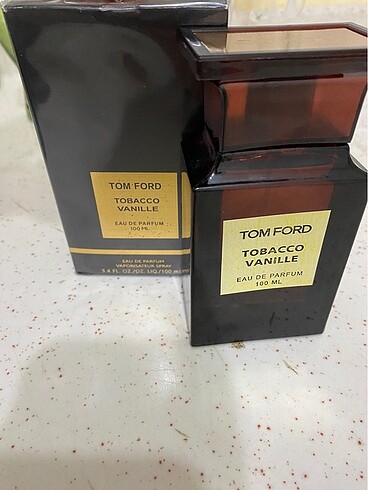 TOM FORD
TOBACCO
VANILLE
EAU DE PARFUM
100 ML
EAU DE PARFUM
VAPORISATEUR SPRAY
3.4 FL. OZ./OZ. LIQ./100 ml
TOM FORD
TOBACCO
VANILLE
EAU DE PARFUM
100 ML